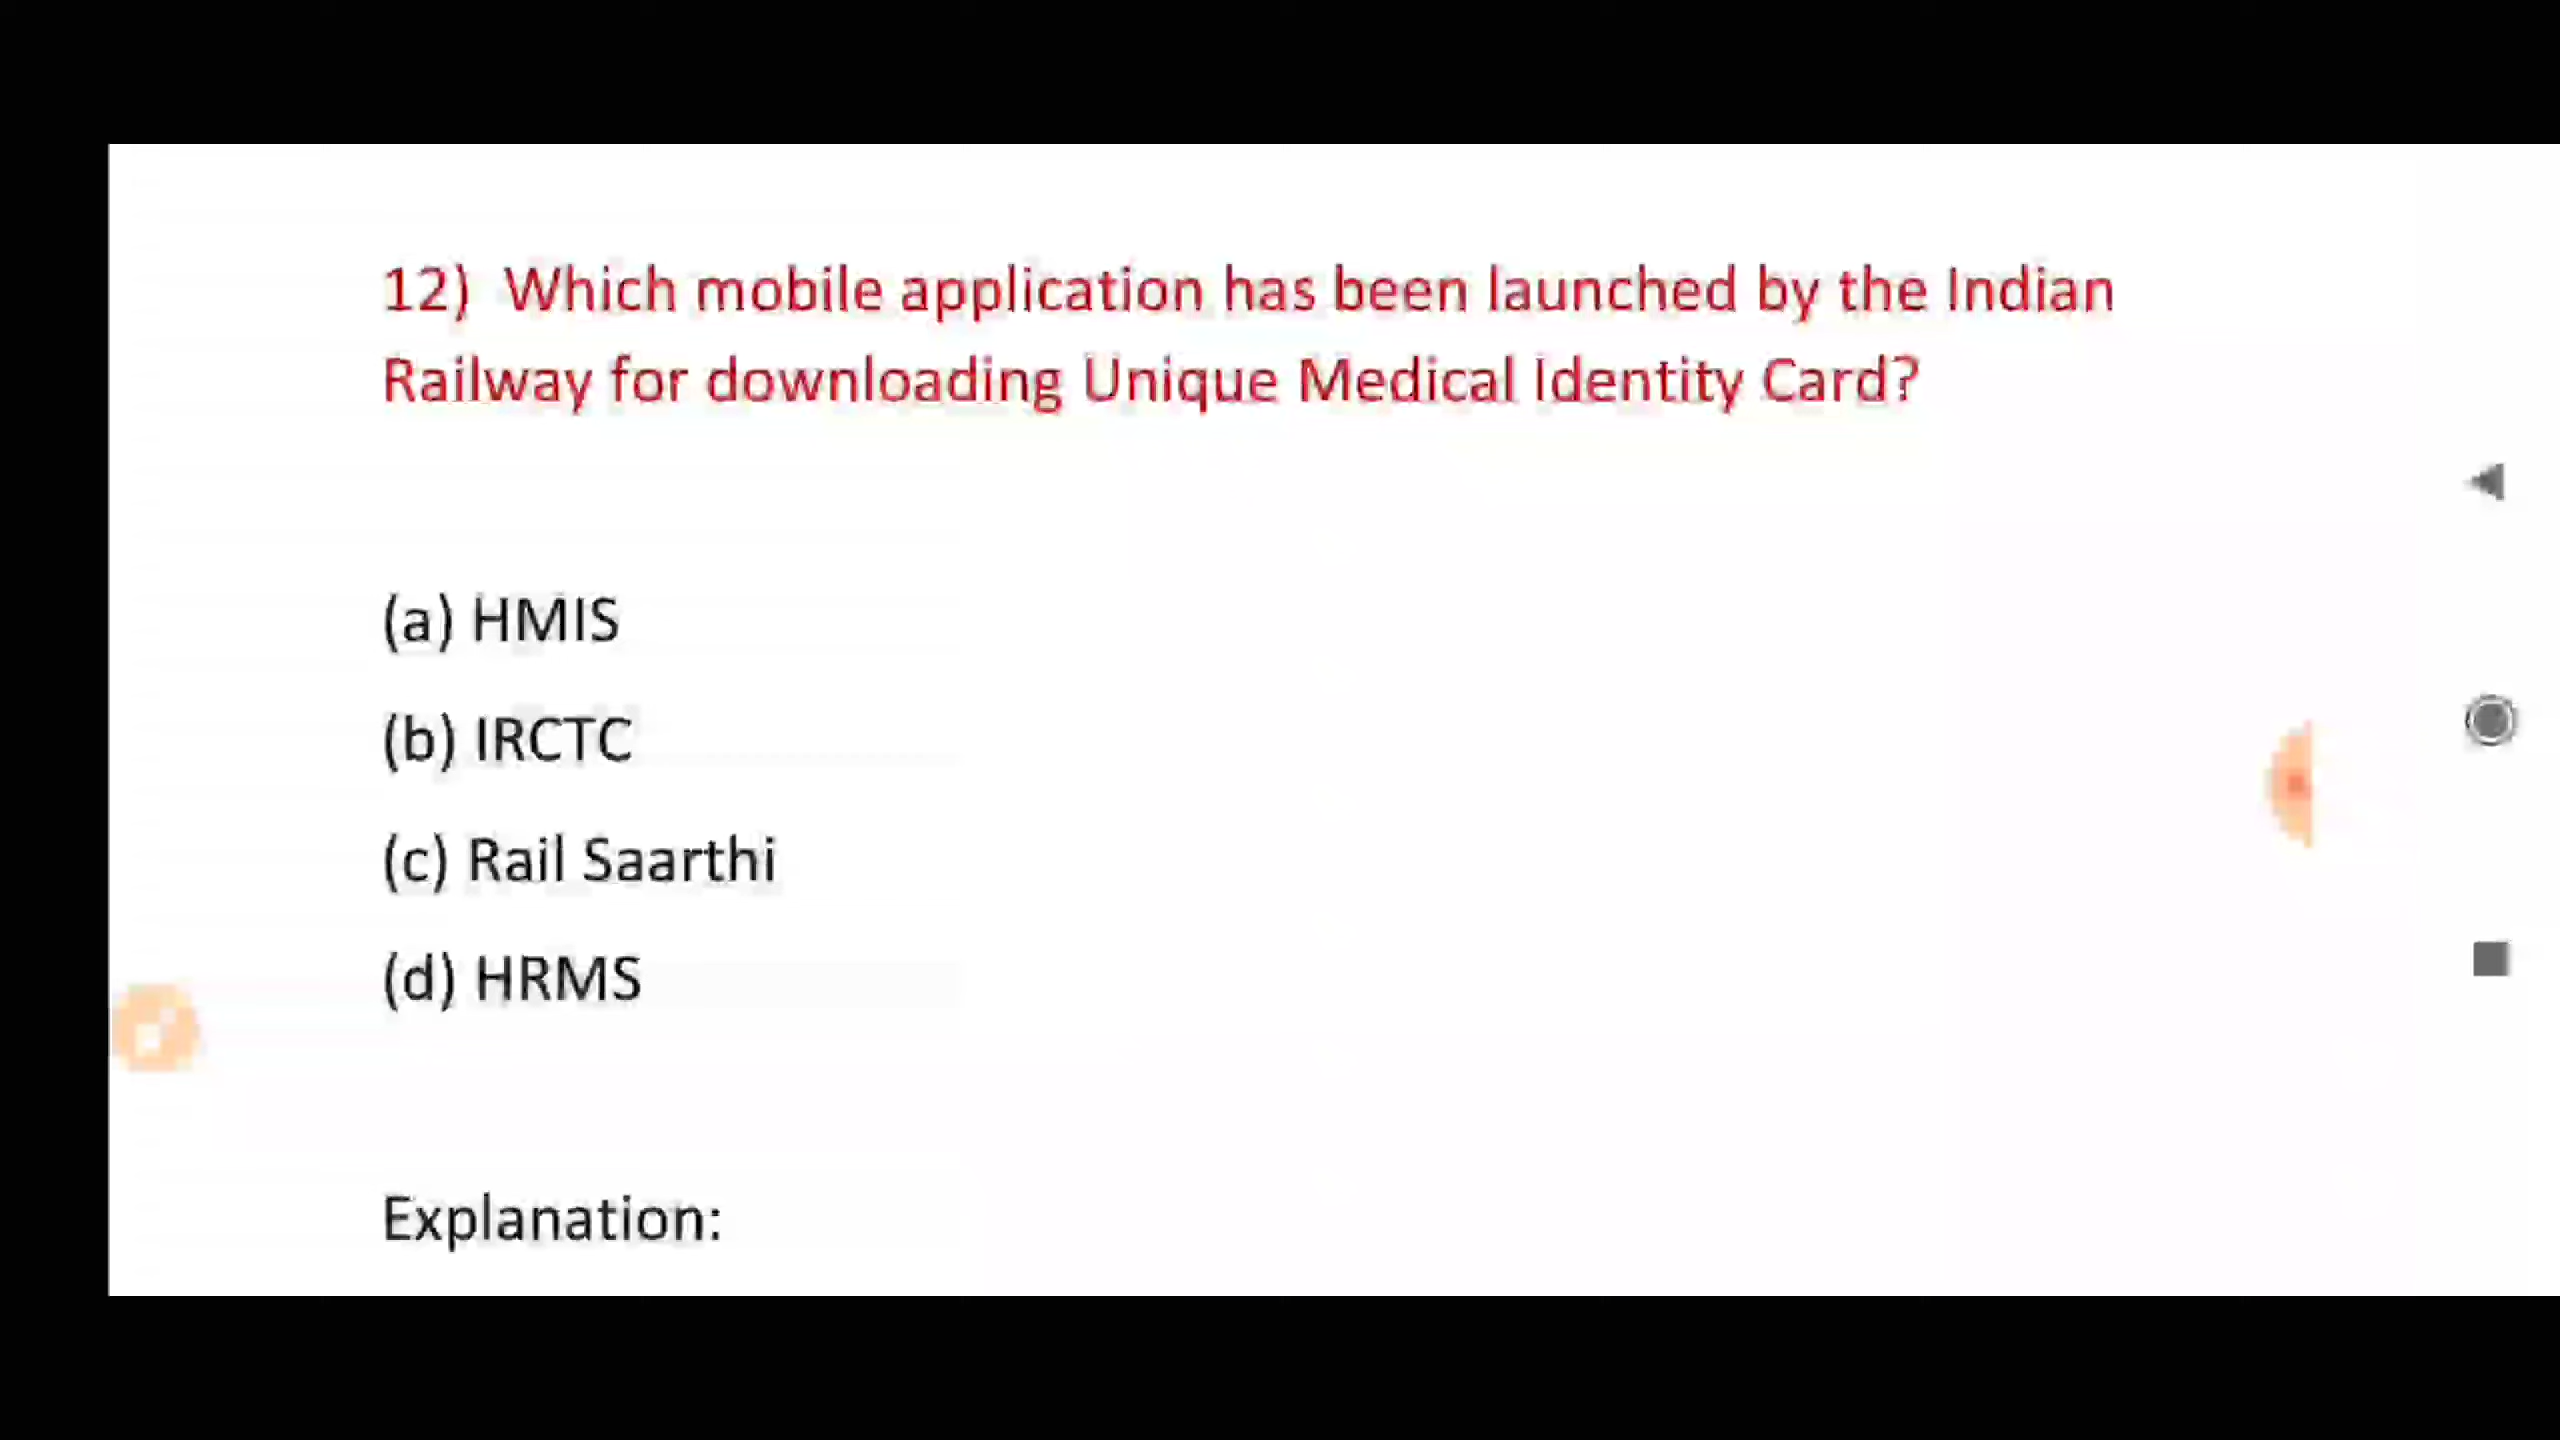 12) Which mobile application has been launched by the Indian
Railway for downloading Unique Medical Identity Card?
(a) HMIS
(b) IRCTC
(c) Rail Saarthi
(d) HRMS
Explanation: